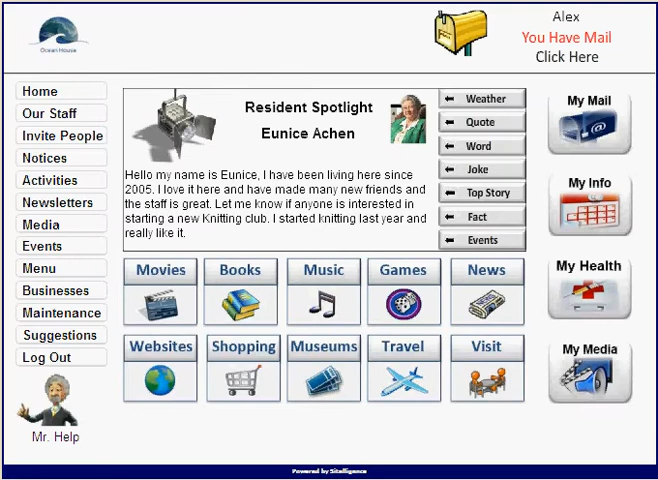 Alex
You Have Mail
Click Here
Ocean House
Home
Our Staff
Invite People
Notices
Activities
Newsletters
Media
Events
Menu
Businesses
Maintenance
Suggestions
Log Out
Mr. Help
Resident Spotlight
Eunice Achen
Hello my name is Eunice, I have been living here since
2005. I love it here and have made many new friends and
the staff is great. Let me know if anyone is interested in
starting a new Knitting club. I started knitting last year and
really like it.
Weather
Quote
Word
Joke
Top Story
Fact
Events
Movies
Books
Music
Games
News
Websites
Shopping
Museums
Travel
Visit
My Mail
@
My Info
My Health
My Media
Powered by Sitelligence